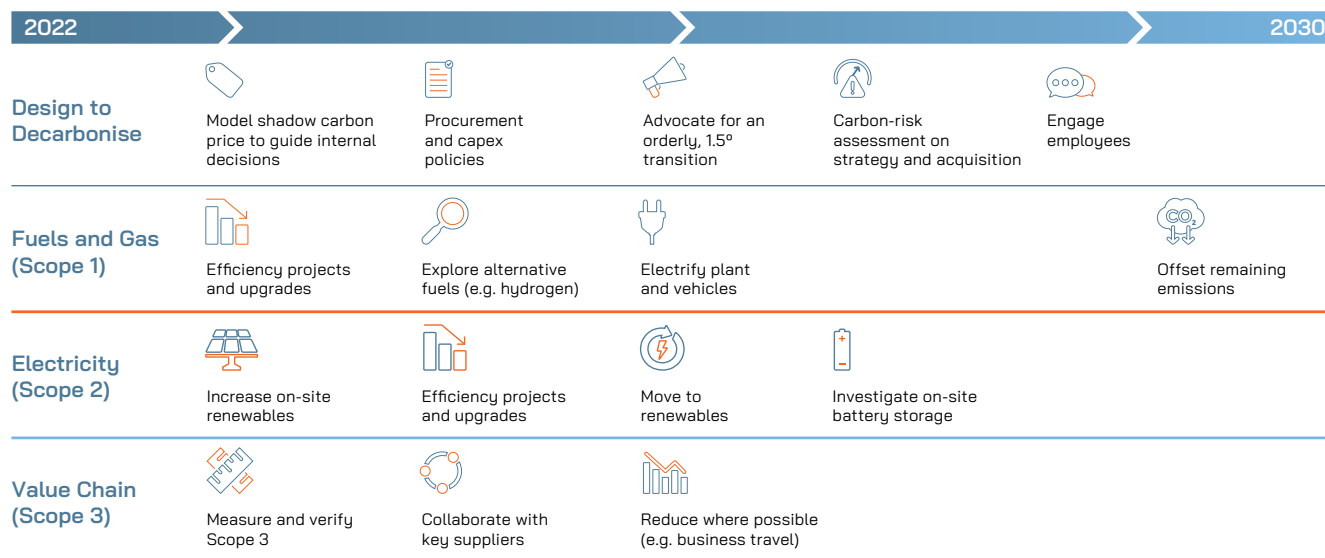 2022
2030
Design to
Decarbonise
Model shadow carbon
price to guide internal
decisions
Procurement
and capex
policies
Advocate for an
orderly, 1.5º
transition
Carbon-risk
assessment on
strategy and acquisition
Engage
employees
Fuels and Gas
(Scope 1)
Efficiency projects
and upgrades
Explore alternative
fuels (e.g. hydrogen)
Electrify plant
and vehicles
CO2
Offset remaining
emissions
Electricity
(Scope 2)
Increase on-site
renewables
Efficiency projects
and upgrades
Move to
renewables
Investigate on-site
battery storage
Value Chain
(Scope 3)
Measure and verify
Scope 3
Collaborate with
key suppliers
Reduce where possible
(e.g. business travel)